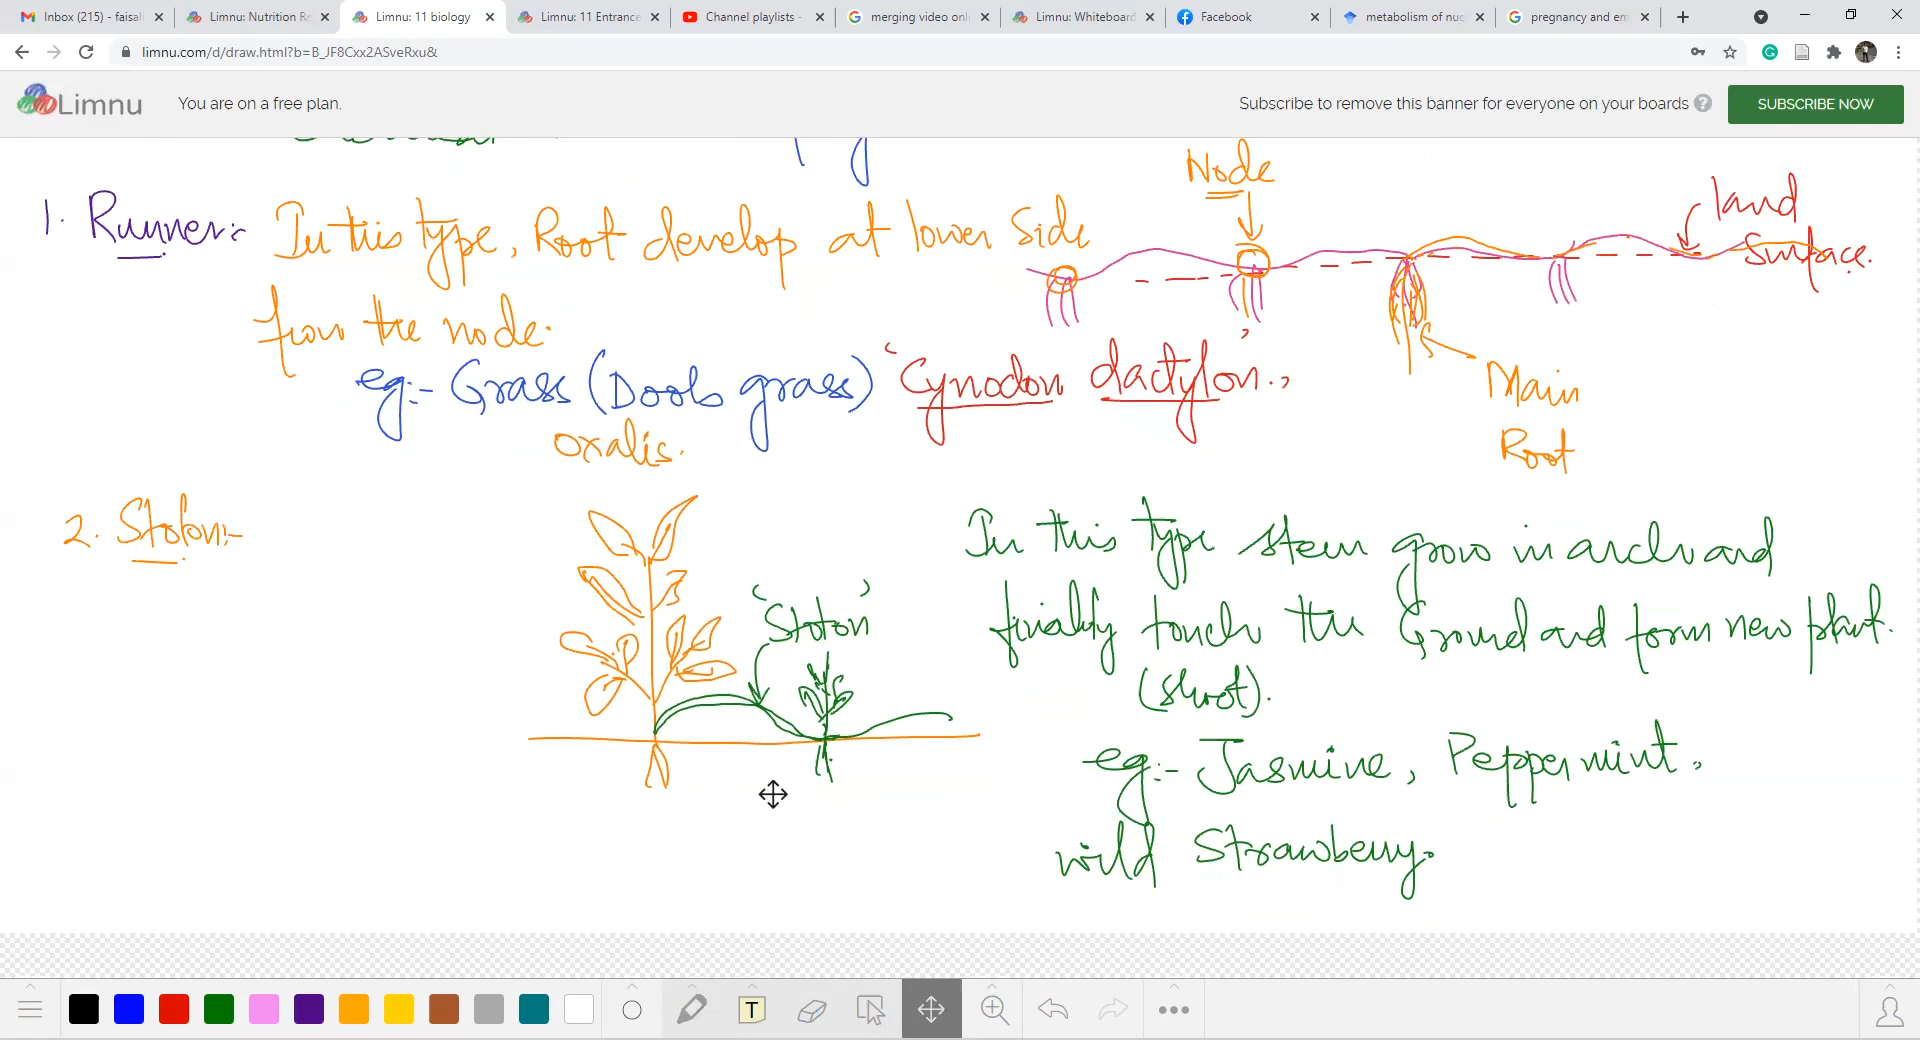 Inbox (215) - faisall
Limnu: Nutrition Re
Limnu: 11 biology
Limnu: 11 Entrance
Channel playlists -
merging video onl
Limnu: Whiteboard
Facebook
metabolism of nuc
pregnancy and em
limnu.com/d/draw.html?b=B_JF8Cxx2ASveRxu&
Limnu
You are on a free plan.
Subscribe to remove this banner for everyone on your boards ?
SUBSCRIBE NOW
Node
land
surface.
1. Runner:-
In this type, Root develop at lower side
from the node.
eg:- Grass (Doob grass) 'Cynodon dactylon'.,
oxalis.
Main
Root
2. Stolon:-
'Stolon'
In this type stem grow in arch and
finally touch the Ground and form new plant.
(shoot).
eg:- Jasmine, Peppermint,
wild Strawberry.
T